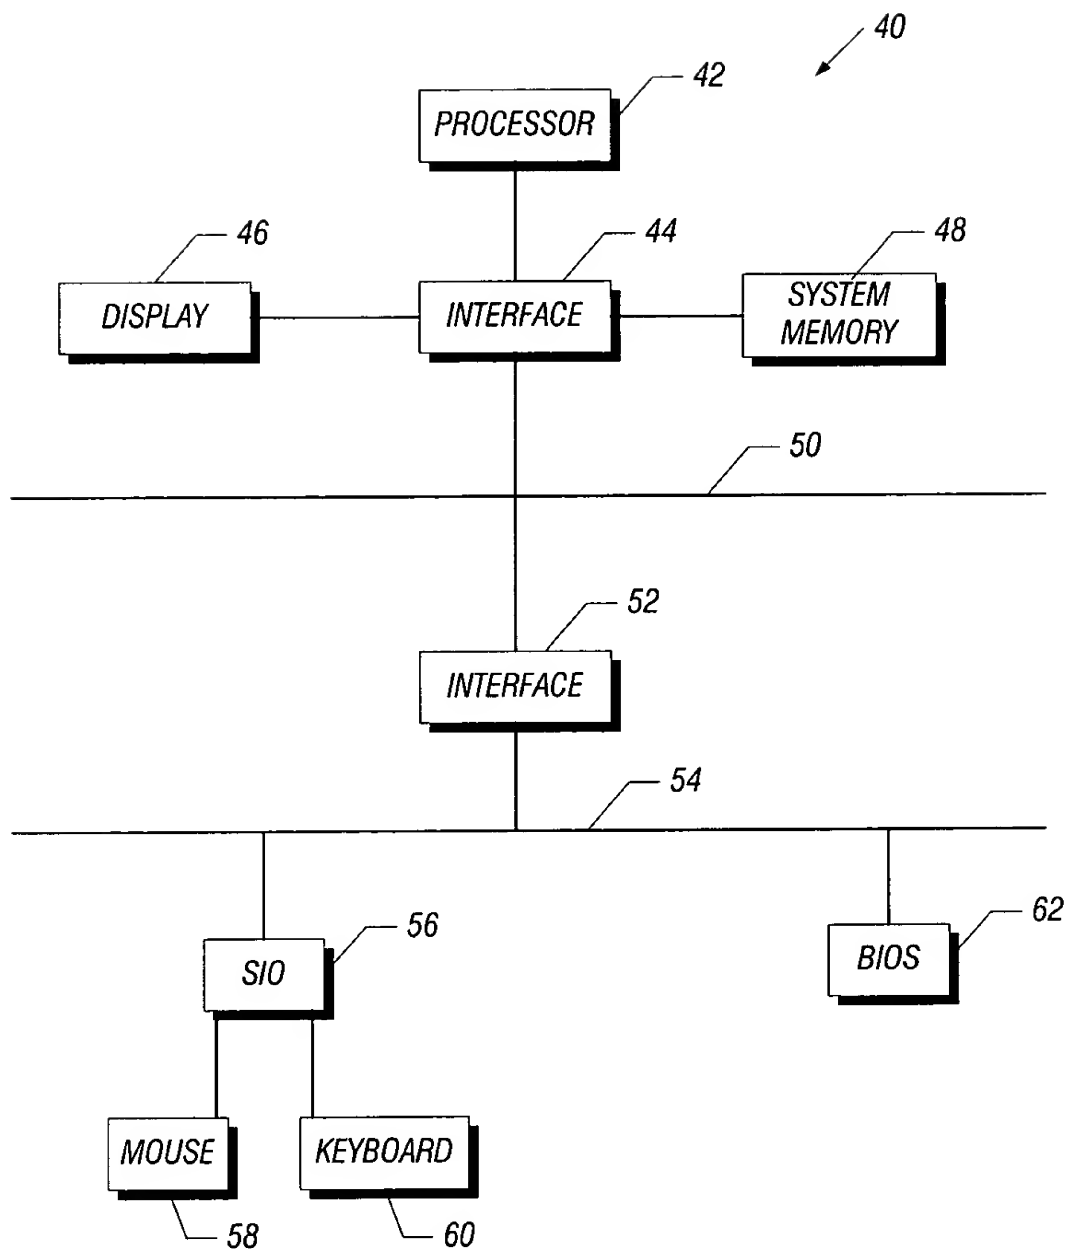 40
42
PROCESSOR
46
44
48
DISPLAY
INTERFACE
SYSTEM
MEMORY
50
52
INTERFACE
54
56
62
SIO
BIOS
MOUSE
KEYBOARD
58
60